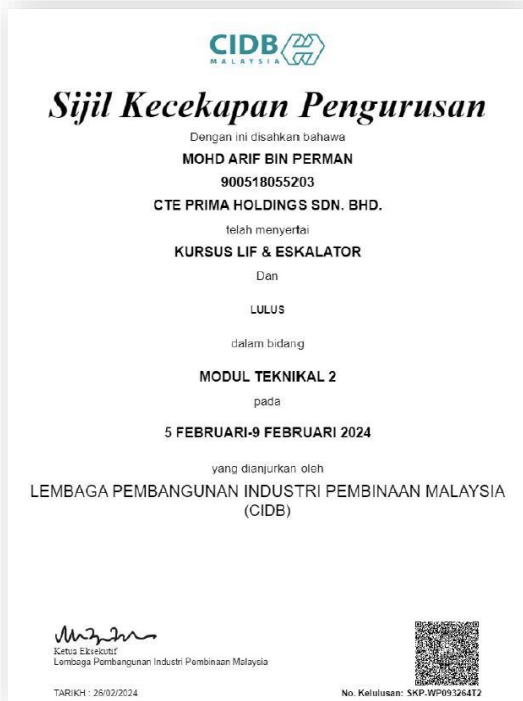 CIDB
MALAYSIA
Sijil Kecekapan Pengurusan
Dengan ini disahkan bahawa
MOHD ARIF BIN PERMAN
900518055203
CTE PRIMA HOLDINGS SDN. BHD.
telah menyertai
KURSUS LIF & ESKALATOR
Dan
LULUS
dalam bidang
MODUL TEKNIKAL 2
pada
5 FEBRUARI-9 FEBRUARI 2024
yang dianjurkan oleh
LEMBAGA PEMBANGUNAN INDUSTRI PEMBINAAN MALAYSIA
(CIDB)
Ketua Eksekutif
Lembaga Pembangunan Industri Pembinaan Malaysia
TARIKH : 26/02/2024
No. Kelulusan: SKP-WP093264T2